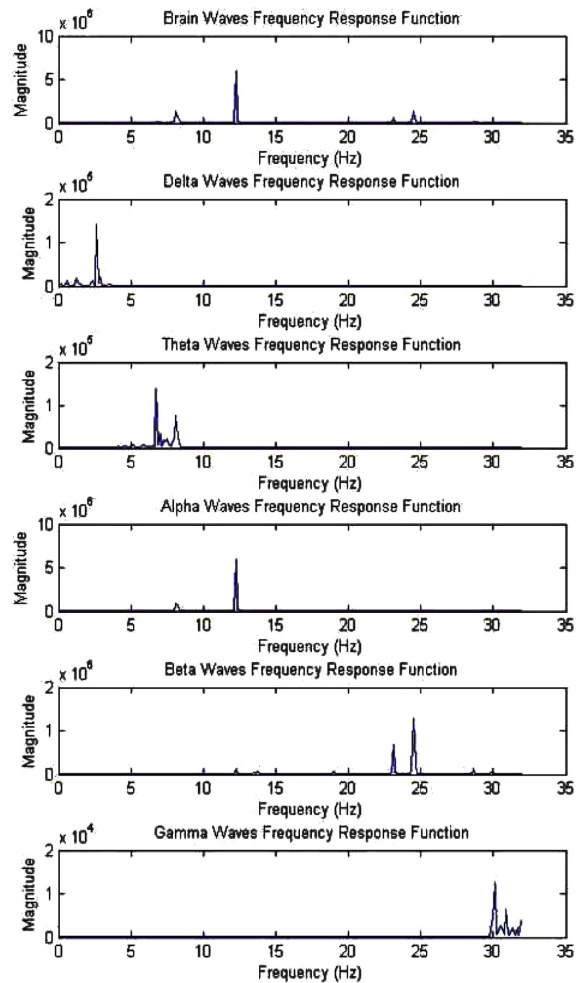 x 10^6 Brain Waves Frequency Response Function
10
5
0
Magnitude
0 5 10 15 20 25 30 35
Frequency (Hz)
x 10^5 Delta Waves Frequency Response Function
2
1
0
Magnitude
0 5 10 15 20 25 30 35
Frequency (Hz)
x 10^5 Theta Waves Frequency Response Function
2
1
0
Magnitude
0 5 10 15 20 25 30 35
Frequency (Hz)
x 10^6 Alpha Waves Frequency Response Function
10
5
0
Magnitude
0 5 10 15 20 25 30 35
Frequency (Hz)
x 10^6 Beta Waves Frequency Response Function
2
1
0
Magnitude
0 5 10 15 20 25 30 35
Frequency (Hz)
x 10^4 Gamma Waves Frequency Response Function
2
1
0
Magnitude
0 5 10 15 20 25 30 35
Frequency (Hz)